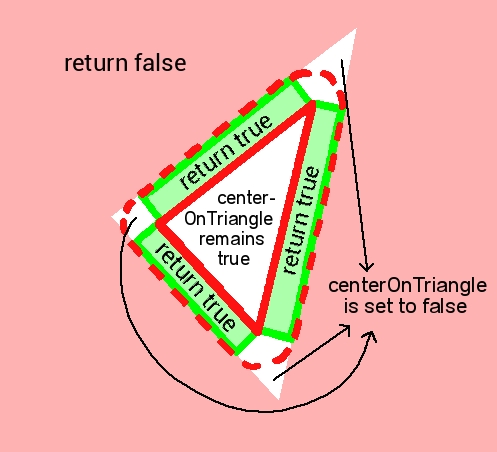 return false
return true
return true
return true
center-
OnTriangle
remains
true
centerOnTriangle
is set to false